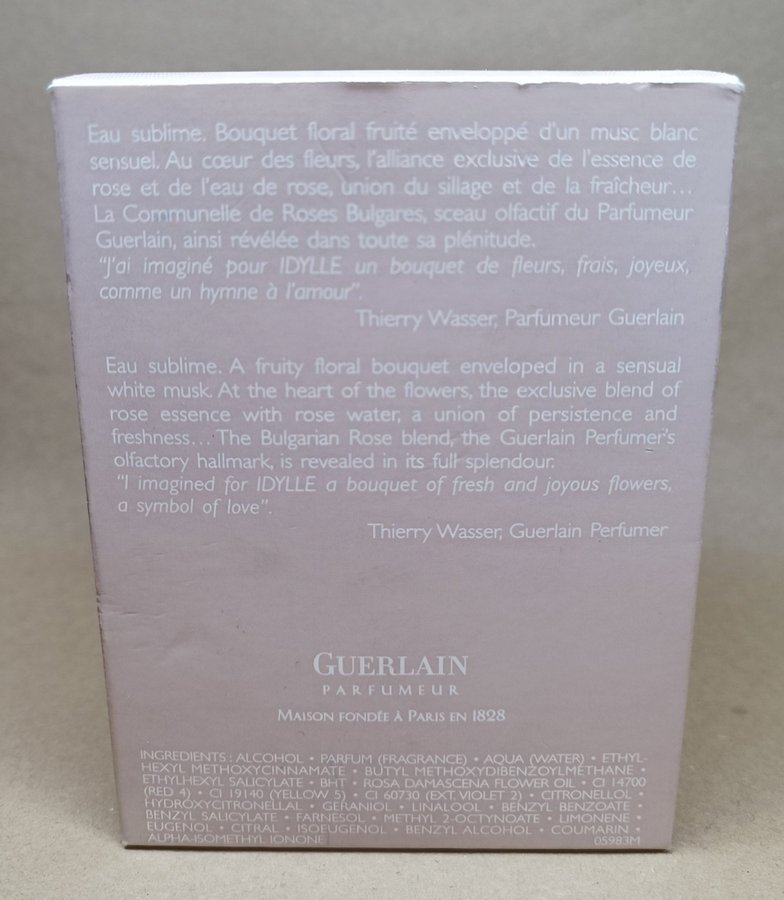 Eau sublime. Bouquet floral fruité enveloppé d'un musc blanc
sensuel. Au cœur des fleurs, l'alliance exclusive de l'essence de
rose et de l'eau de rose, union du sillage et de la fraîcheur...
La Communelle de Roses Bulgares, sceau olfactif du Parfumeur
Guerlain, ainsi révélée dans toute sa plénitude.
"J'ai imaginé pour IDYLLE un bouquet de fleurs, frais, joyeux,
comme un hymne à l'amour".
Thierry Wasser, Parfumeur Guerlain
Eau sublime. A fruity floral bouquet enveloped in a sensual
white musk. At the heart of the flowers, the exclusive blend of
rose essence with rose water, a union of persistence and
freshness... The Bulgarian Rose blend, the Guerlain Perfumer's
olfactory hallmark, is revealed in its full splendour.
"I imagined for IDYLLE a bouquet of fresh and joyous flowers,
a symbol of love".
Thierry Wasser, Guerlain Perfumer
GUERLAIN
PARFUMEUR
MAISON FONDÉE À PARIS EN 1828
INGREDIENTS : ALCOHOL • PARFUM (FRAGRANCE) • AQUA (WATER) • ETHYL-
HEXYL METHOXYCINNAMATE • BUTYL METHOXYDIBENZOYLMETHANE •
ETHYLHEXYL SALICYLATE • BHT • ROSA DAMASCENA FLOWER OIL • CI 14700
(RED 4) • CI 19140 (YELLOW 5) • CI 60730 (EXT. VIOLET 2) • CITRONELLOL •
HYDROXYCITRONELLAL • GERANIOL • LINALOOL • BENZYL BENZOATE •
BENZYL SALICYLATE • FARNESOL • METHYL 2-OCTYNOATE • LIMONENE •
EUGENOL • CITRAL • ISOEUGENOL • BENZYL ALCOHOL • COUMARIN •
ALPHA-ISOMETHYL IONONE 05983M